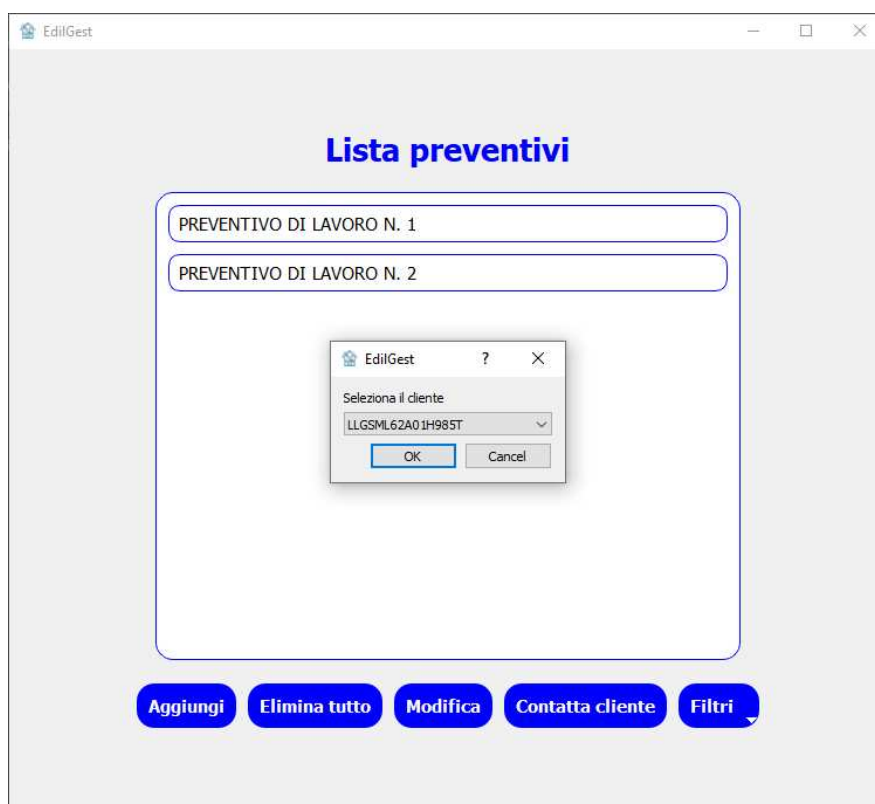 EdilGest
Lista preventivi
PREVENTIVO DI LAVORO N. 1
PREVENTIVO DI LAVORO N. 2
EdilGest ?
Seleziona il cliente
LLGSML62A01H985T
OK Cancel
Aggiungi Elimina tutto Modifica Contatta cliente Filtri